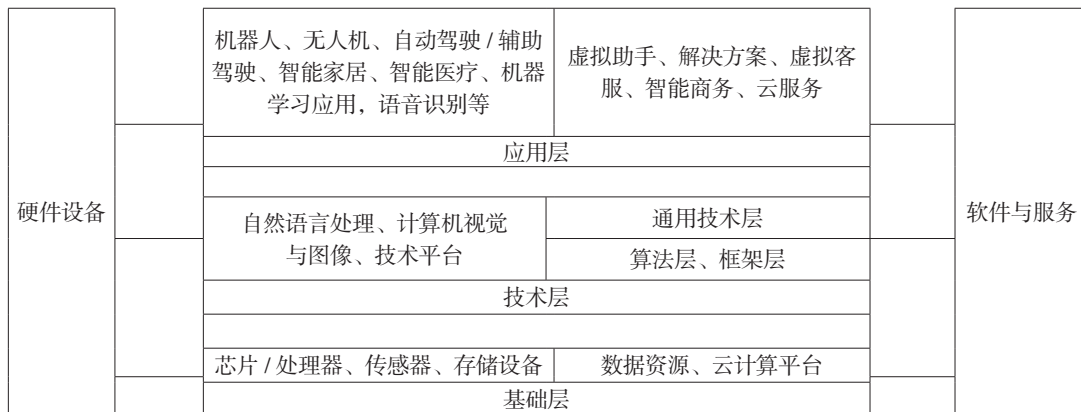 机器人、无人机、自动驾驶 / 辅助
驾驶、智能家居、智能医疗、机器
学习应用，语音识别等
虚拟助手、解决方案、虚拟客
服、智能商务、云服务
应用层
硬件设备
自然语言处理、计算机视觉
与图像、技术平台
通用技术层
算法层、框架层
软件与服务
技术层
芯片 / 处理器、传感器、存储设备
数据资源、云计算平台
基础层